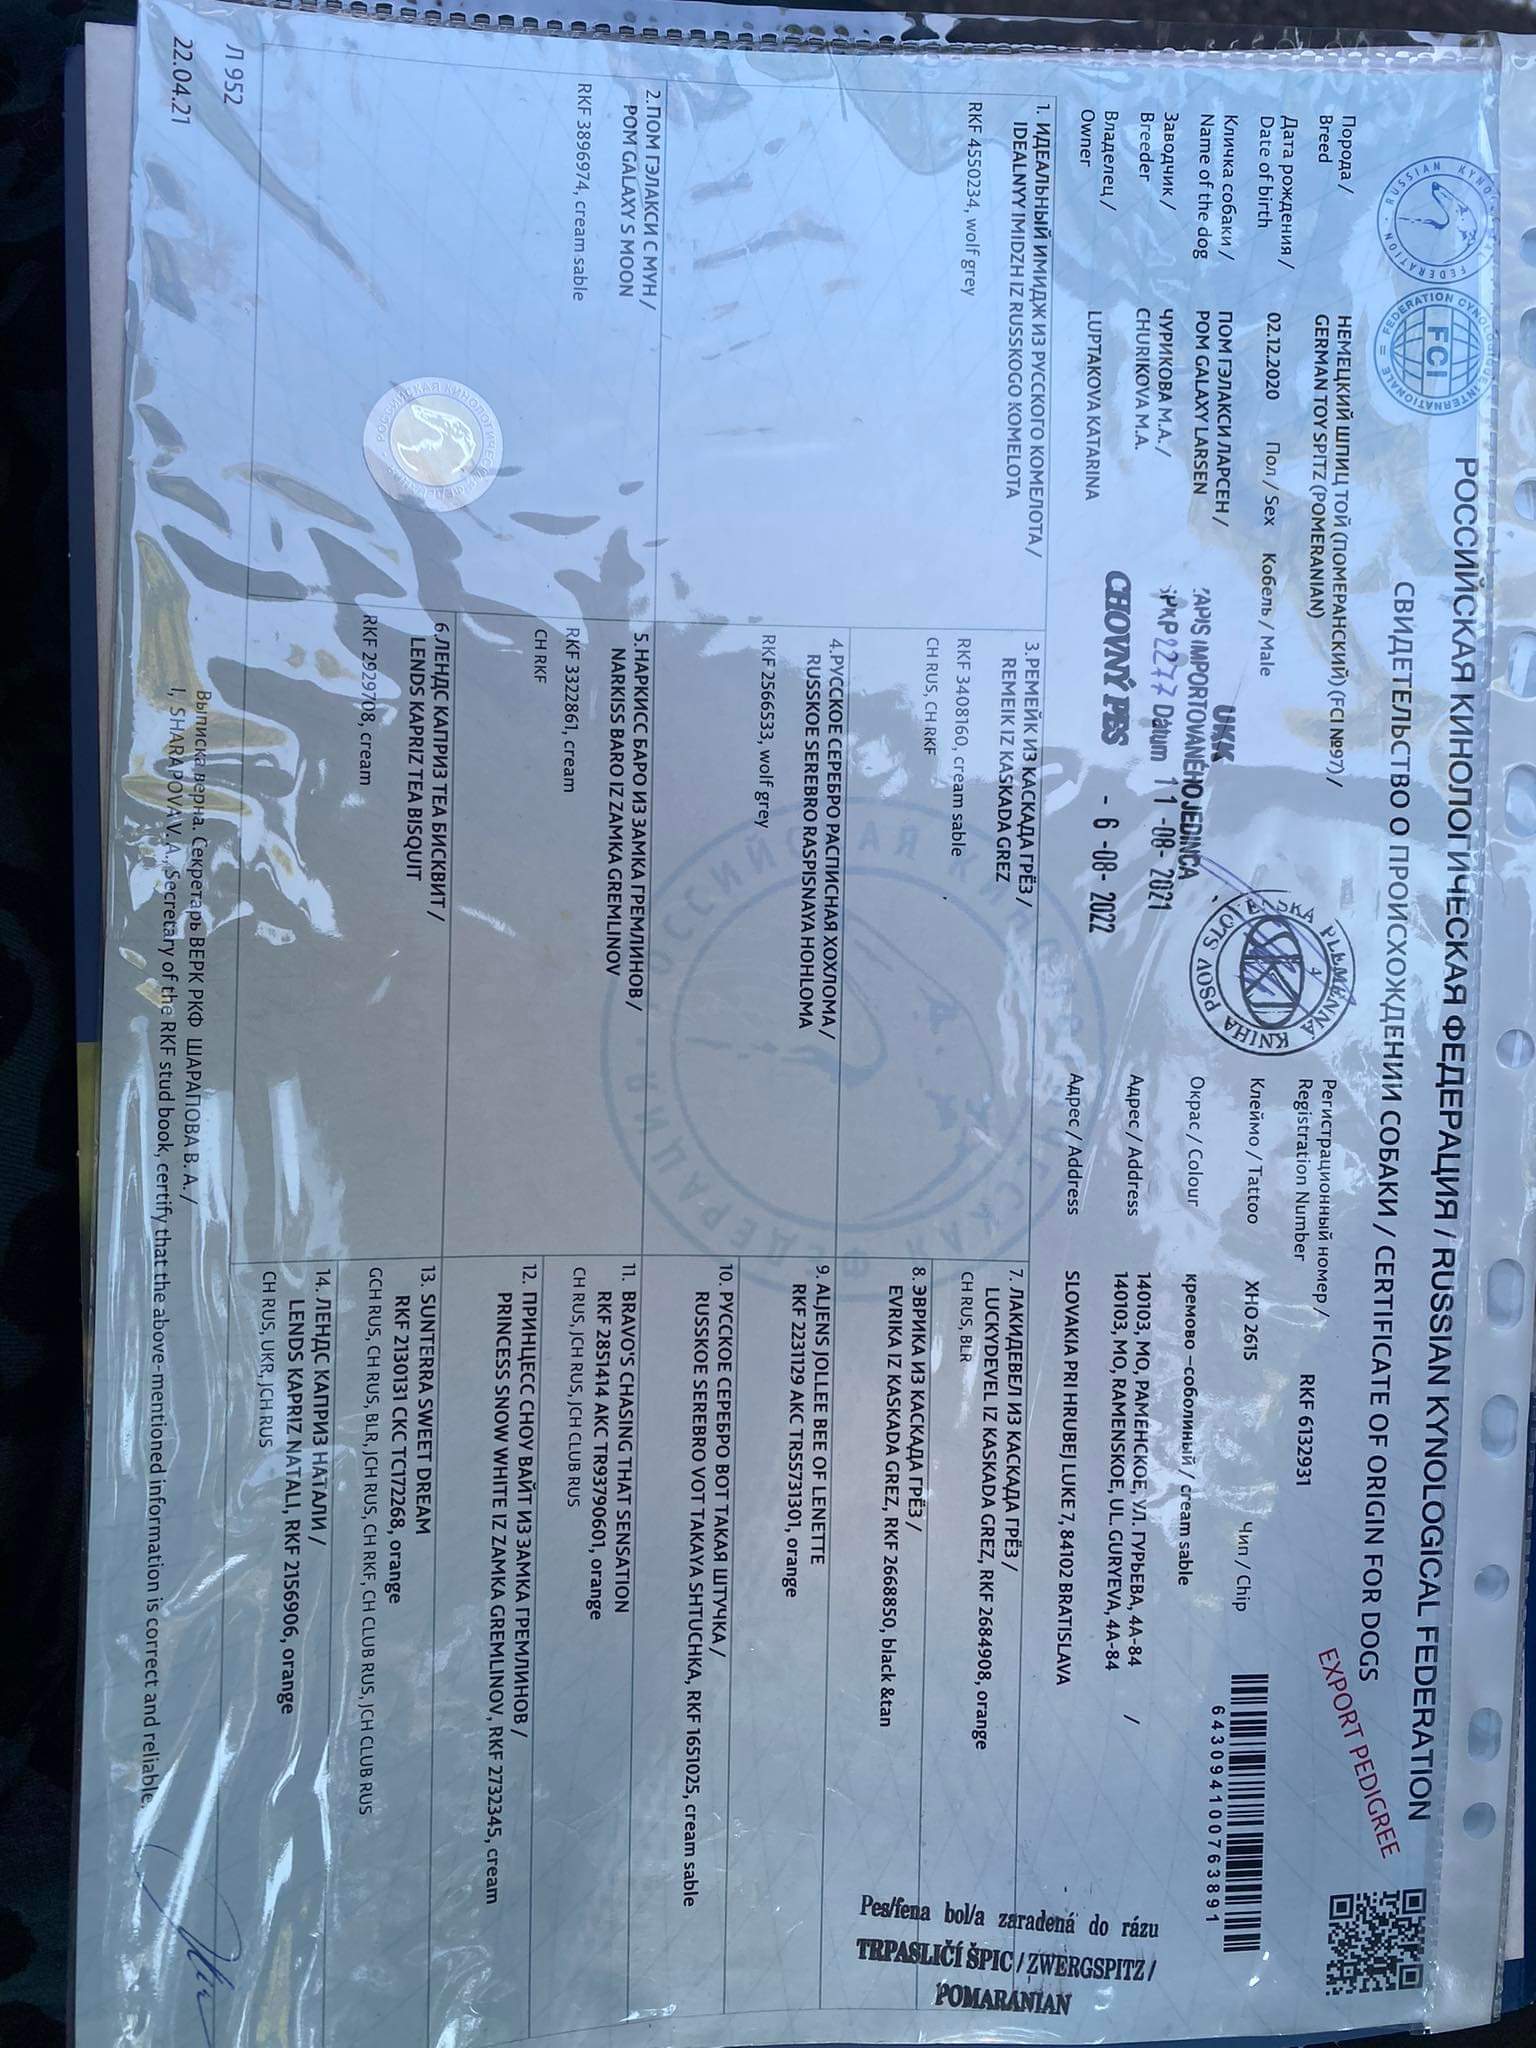 РОССИЙСКАЯ КИНОЛОГИЧЕСКАЯ ФЕДЕРАЦИЯ / RUSSIAN KYNOLOGICAL FEDERATION
СВИДЕТЕЛЬСТВО О ПРОИСХОЖДЕНИИ СОБАКИ / CERTIFICATE OF ORIGIN FOR DOGS
EXPORT PEDIGREE
RUSSIAN KYNOLOGICAL FEDERATION
FEDERATION CYNOLOGIQUE INTERNATIONALE
FCI
Порода /
Breed
НЕМЕЦКИЙ ШПИЦ ТОЙ (ПОМЕРАНСКИЙ) (FCI №97) /
GERMAN TOY SPITZ (POMERANIAN)
Регистрационный номер /
Registration Number
RKF 6132931
Дата рождения /
Date of birth
02.12.2020
Пол / Sex
Кобель / Male
Клеймо / Tattoo
XHO 2615
Чип / Chip
643094100763891
Кличка собаки /
Name of the dog
ПОМ ГЭЛАКСИ ЛАРСЕН /
POM GALAXY LARSEN
Окрас / Colour
кремово –соболиный / cream sable
Заводчик /
Breeder
ЧУРИКОВА М.А. /
CHURIKOVA M.A.
Адрес / Address
140103, МО, РАМЕНСКОЕ, УЛ. ГУРЬЕВА, 4А-84 /
140103, MO, RAMENSKOE, UL. GURYEVA, 4A-84
Владелец /
Owner
LUPTAKOVA KATARINA
Адрес / Address
SLOVAKIA PRI HRUBEJ LUKE 7, 84102 BRATISLAVA
UKK
ZAPIS IMPORTOVANÉHO JEDINCA
SPKP 2277 Datum 11 -08- 2021
CHOVNÝ PES - 6 -08- 2022
PLEMENNÁ KNIHA PSOV
Pes/fena bol/a zaradená do rázu
TRPASLIČÍ ŠPIC / ZWERGSPITZ /
POMARANIAN
1. ИДЕАЛЬНЫЙ ИМИДЖ ИЗ РУССКОГО КОМЕЛОТА /
IDEALNYY IMIDZH IZ RUSSKOGO KOMELOTA
RKF 4550234, wolf grey
2. ПОМ ГЭЛАКСИ С МУН /
POM GALAXY S MOON
RKF 3896974, cream sable
3.РЕМЕЙК ИЗ КАСКАДА ГРЁЗ /
REMEIK IZ KASKADA GREZ
RKF 3408160, cream sable
CH RUS, CH RKF
4.РУССКОЕ СЕРЕБРО РАСПИСНАЯ ХОХЛОМА /
RUSSKOE SEREBRO RASPISNAYA HOHLOMA
RKF 2566533, wolf grey
5. НАРКИСС БАРО ИЗ ЗАМКА ГРЕМЛИНОВ /
NARKISS BARO IZ ZAMKA GREMLINOV
RKF 3322861, cream
CH RKF
6.ЛЕНДС КАПРИЗ ТЕА БИСКВИТ /
LENDS KAPRIZ TEA BISQUIT
RKF 2929708, cream
7. ЛАКИДЕВЕЛ ИЗ КАСКАДА ГРЁЗ /
LUCKYDEVEL IZ KASKADA GREZ, RKF 2684908, orange
CH RUS, BLR
8. ЭВРИКА ИЗ КАСКАДА ГРЁЗ /
EVRIKA IZ KASKADA GREZ, RKF 2668850, black &tan
9. ALJENS JOLLEE BEE OF LENETTE
RKF 2231129 AKC TR55731301, orange
10. РУССКОЕ СЕРЕБРО ВОТ ТАКАЯ ШТУЧКА /
RUSSKOE SEREBRO VOT TAKAYA SHTUCHKA, RKF 1651025, cream sable
11. BRAVO'S CHASING THAT SENSATION
RKF 2851414 AKC TR93790601, orange
CH RUS, JCH RUS, JCH CLUB RUS
12. ПРИНЦЕСС СНОУ ВАЙТ ИЗ ЗАМКА ГРЕМЛИНОВ /
PRINCESS SNOW WHITE IZ ZAMKA GREMLINOV, RKF 2732345, cream
13. SUNTERRA SWEET DREAM
RKF 2130131 CKC TC172268, orange
GCH RUS, CH RUS, BLR, JCH RUS, CH RKF, CH CLUB RUS, JCH CLUB RUS
14. ЛЕНДС КАПРИЗ НАТАЛИ /
LENDS KAPRIZ NATALI, RKF 2156906, orange
CH RUS, UKR, JCH RUS
РОССИЙСКАЯ КИНОЛОГИЧЕСКАЯ ФЕДЕРАЦИЯ
Л 952
22.04.21
Выписка верна. Секретарь ВЕРК РКФ ШАРАПОВА В. А. /
I, SHARAPOVA V. A., Secretary of the RKF stud book, certify that the above-mentioned information is correct and reliable.